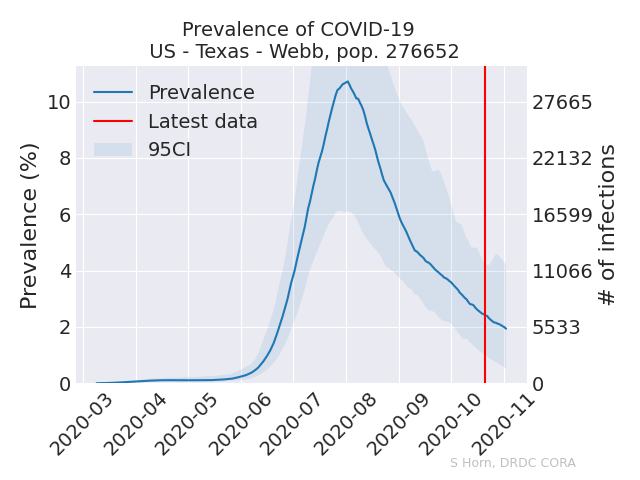 Prevalence of COVID-19
US - Texas - Webb, pop. 276652
Prevalence
Latest data
95CI
Prevalence (%)
10
8
6
4
2
0
27665
22132
16599
11066
5533
0
# of infections
2020-03
2020-04
2020-05
2020-06
2020-07
2020-08
2020-09
2020-10
2020-11
S Horn, DRDC CORA